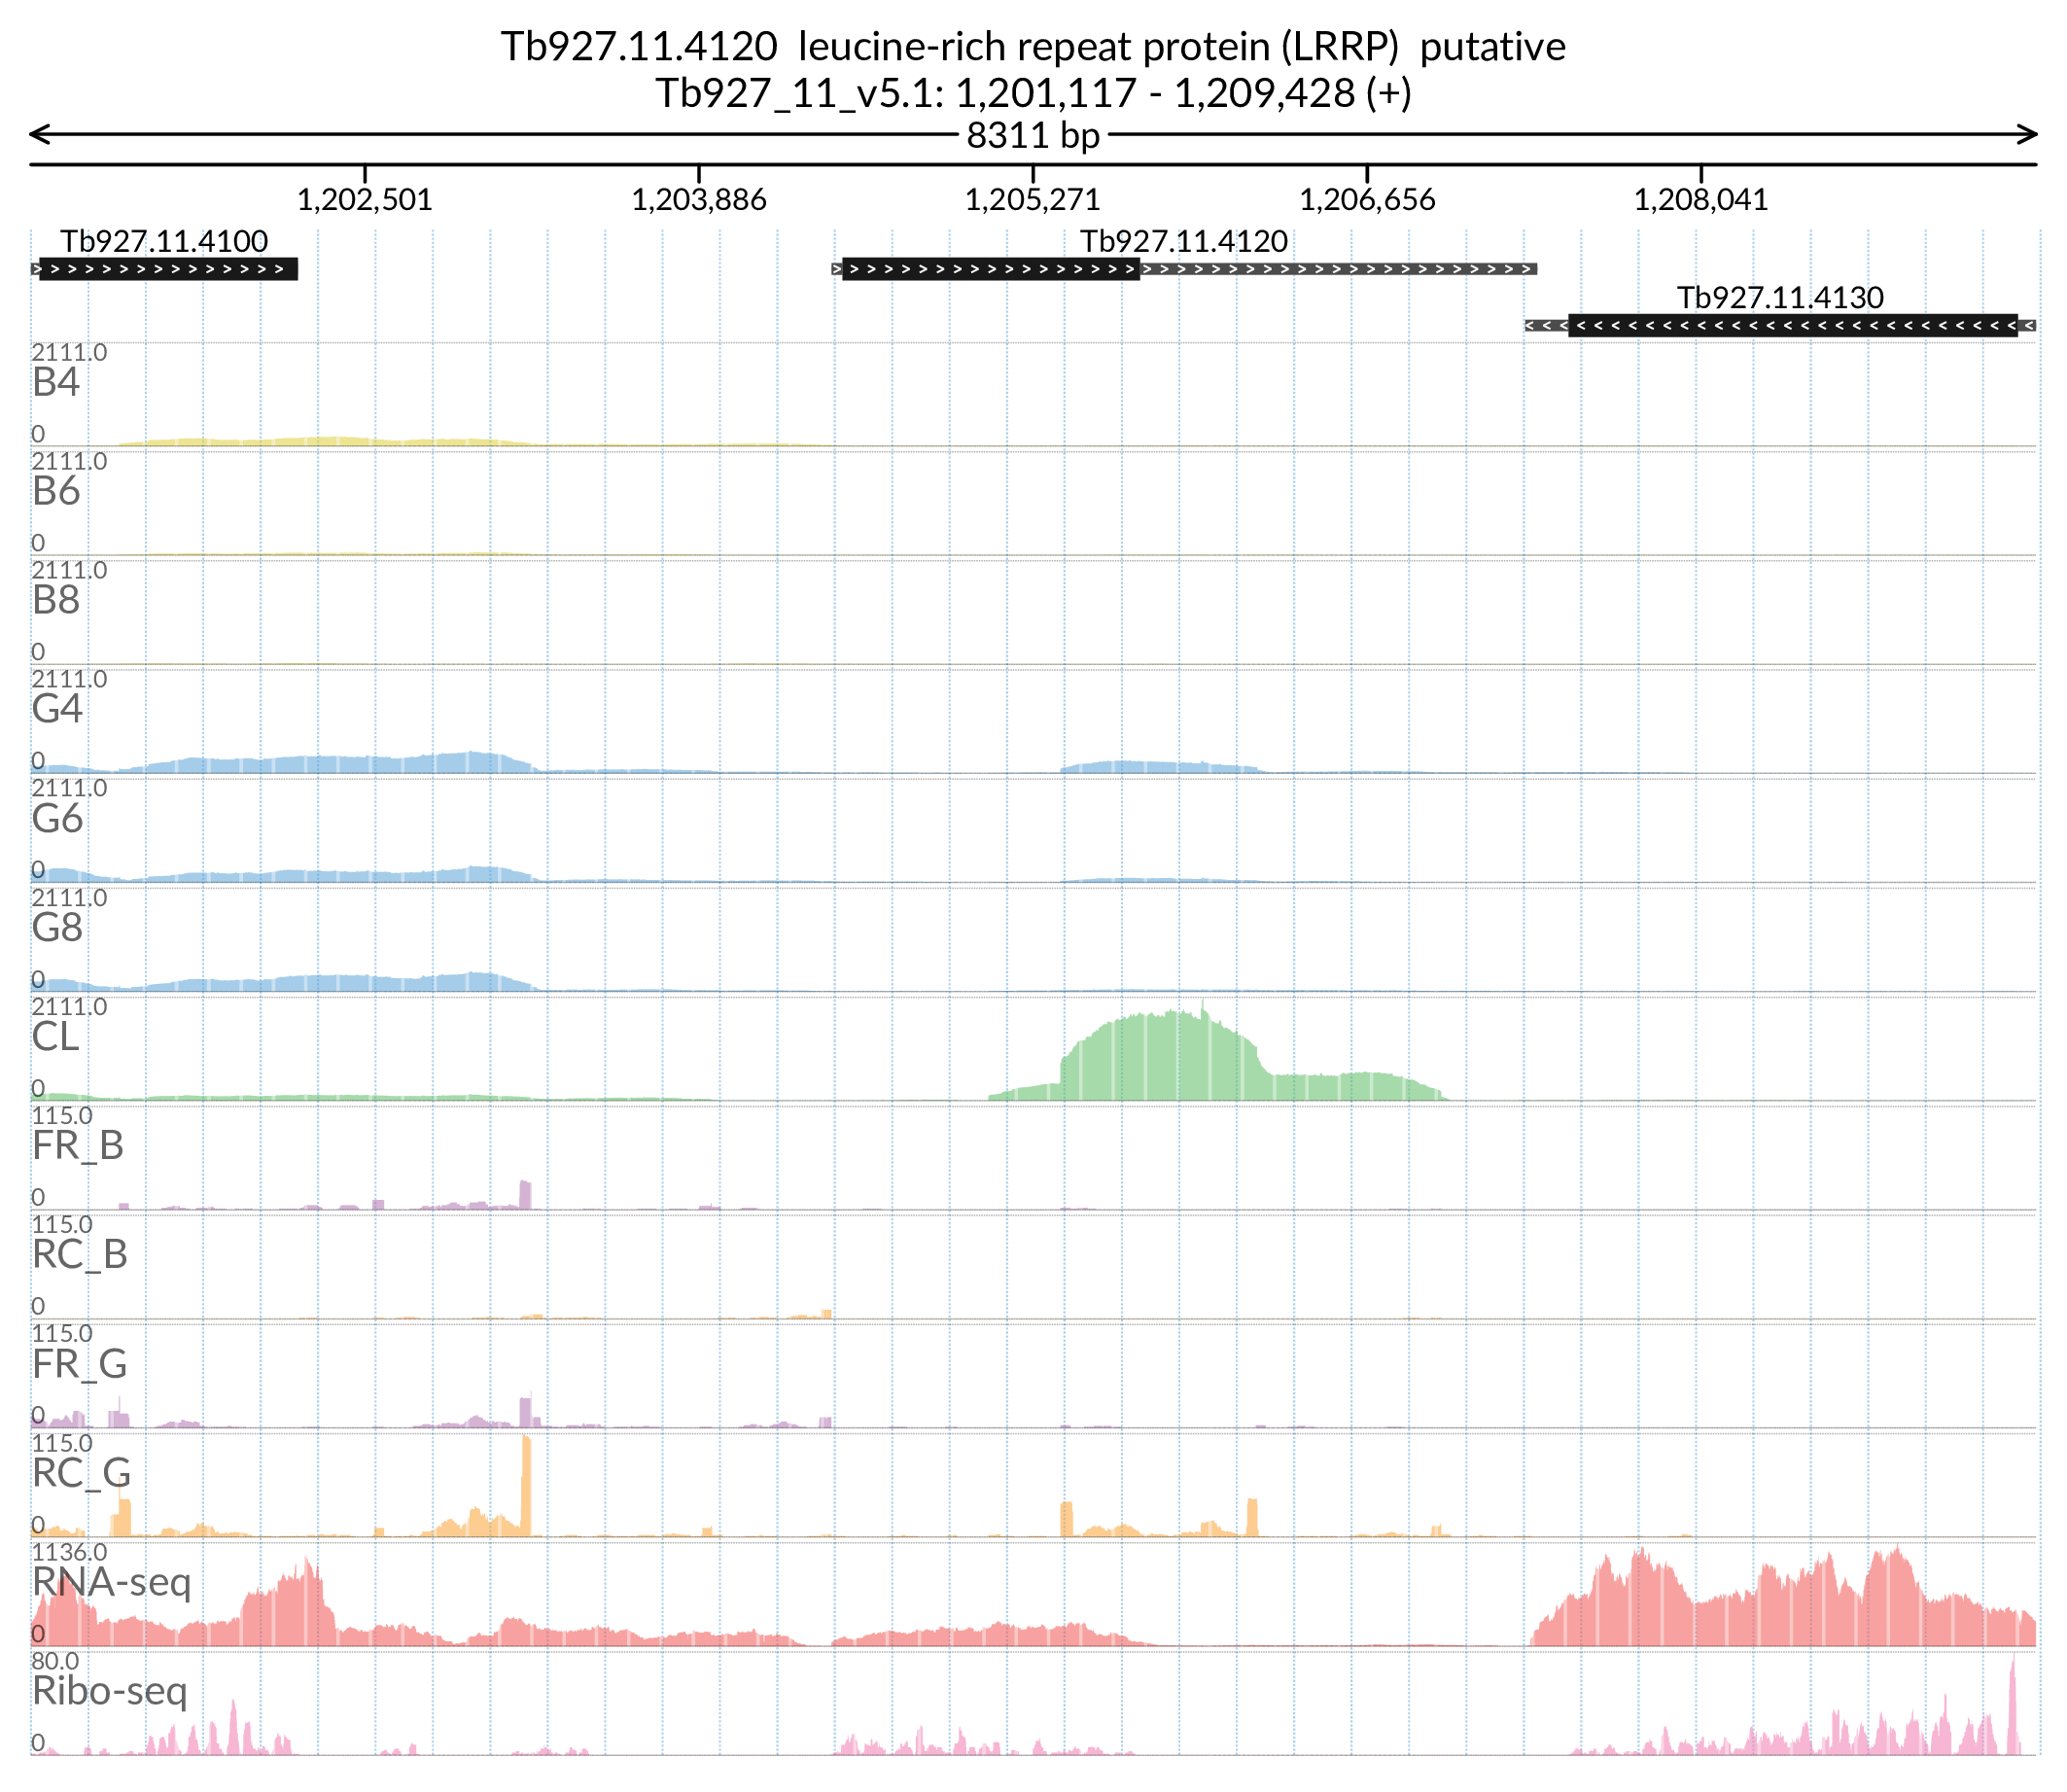 Tb927.11.4120  leucine-rich repeat protein (LRRP)  putative
Tb927_11_v5.1: 1,201,117 - 1,209,428 (+)
8311 bp
1,202,501 1,203,886 1,205,271 1,206,656 1,208,041
Tb927.11.4100 Tb927.11.4120
Tb927.11.4130
2111.0
B4
0
2111.0
B6
0
2111.0
B8
0
2111.0
G4
0
2111.0
G6
0
2111.0
G8
0
2111.0
CL
0
115.0
FR_B
0
115.0
RC_B
0
115.0
FR_G
0
115.0
RC_G
0
1136.0
RNA-seq
0
80.0
Ribo-seq
0